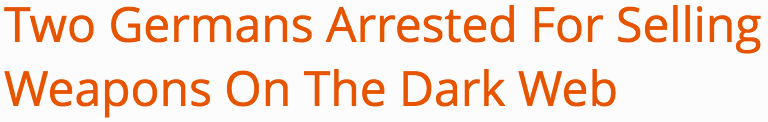 Two Germans Arrested For Selling
Weapons On The Dark Web